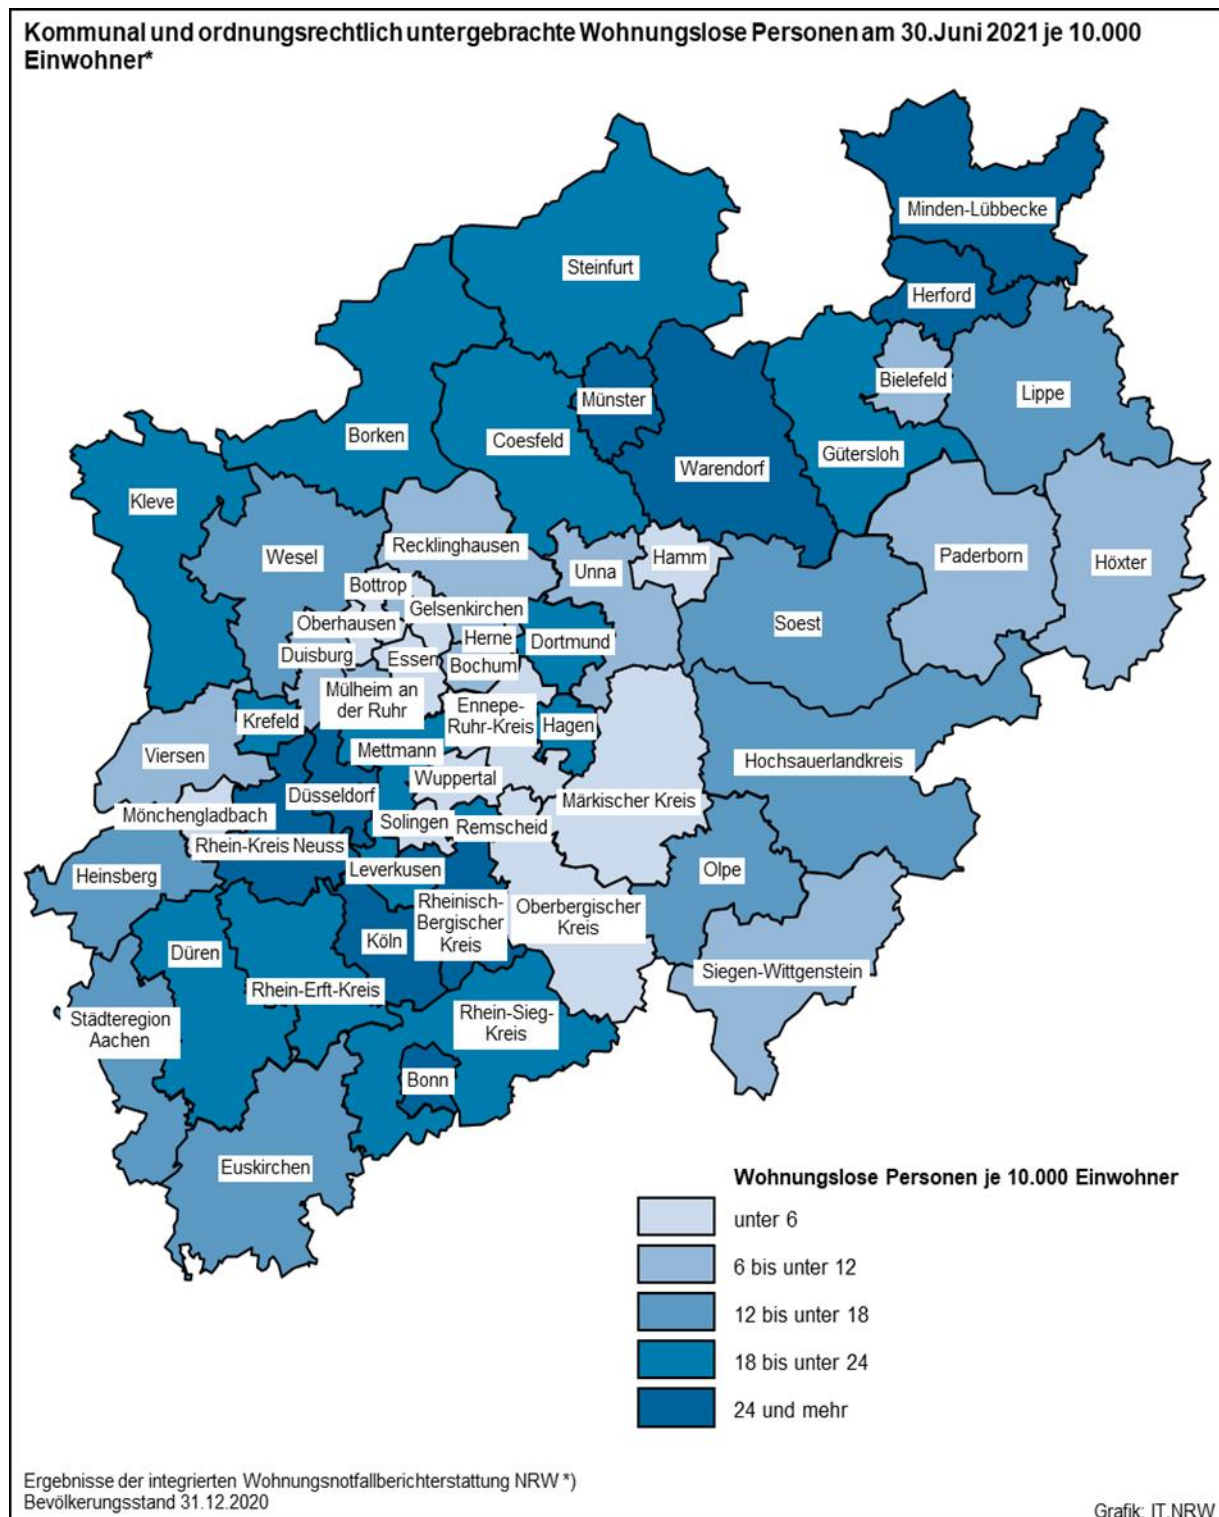 Kommunal und ordnungsrechtlich untergebrachte Wohnungslose Personen am 30.Juni 2021 je 10.000
Einwohner*
Minden-Lübbecke
Steinfurt
Herford
Bielefeld
Lippe
Münster
Borken
Coesfeld
Gütersloh
Warendorf
Kleve
Recklinghausen
Wesel
Hamm
Paderborn
Höxter
Unna
Bottrop
Gelsenkirchen
Oberhausen
Herne
Dortmund
Soest
Duisburg
Essen
Bochum
Mülheim an
der Ruhr
Ennepe-
Ruhr-Kreis
Krefeld
Hagen
Mettmann
Viersen
Hochsauerlandkreis
Wuppertal
Düsseldorf
Märkischer Kreis
Mönchengladbach
Solingen
Remscheid
Rhein-Kreis Neuss
Leverkusen
Olpe
Heinsberg
Rheinisch-
Bergischer
Kreis
Oberbergischer
Kreis
Köln
Düren
Siegen-Wittgenstein
Rhein-Erft-Kreis
Städteregion
Aachen
Rhein-Sieg-
Kreis
Bonn
Euskirchen
Wohnungslose Personen je 10.000 Einwohner
unter 6
6 bis unter 12
12 bis unter 18
18 bis unter 24
24 und mehr
Ergebnisse der integrierten Wohnungsnotfallberichterstattung NRW *)
Bevölkerungsstand 31.12.2020
Grafik: IT.NRW